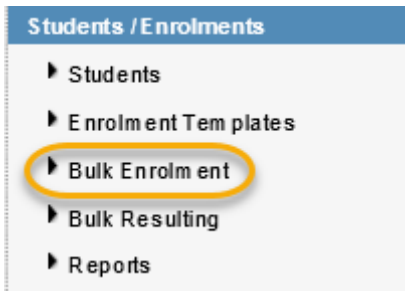 Students / Enrolments
Students
Enrolment Templates
Bulk Enrolment
Bulk Resulting
Reports